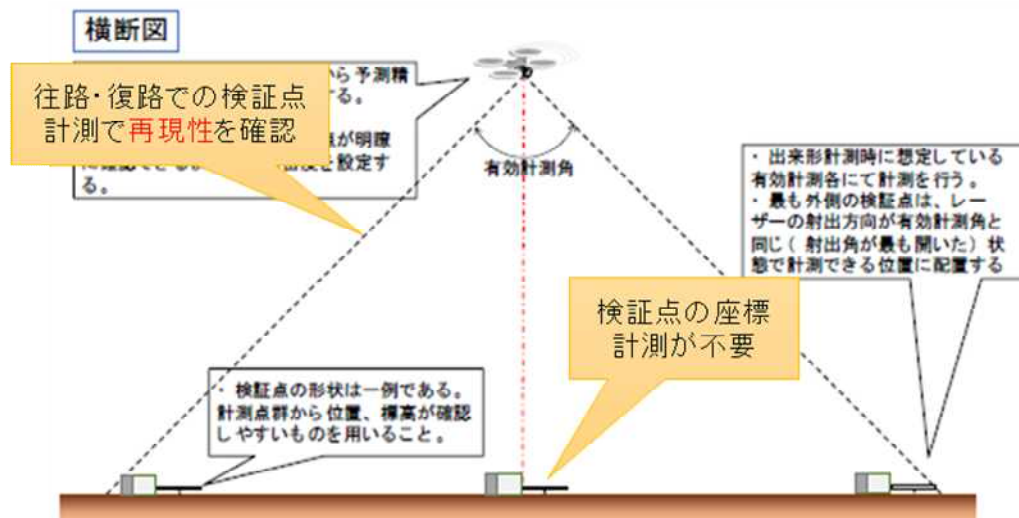 横断図
から予測精
する。
往路・復路での検証点
計測で再現性を確認
点が明瞭
を設定す
る。
有効計測角
・ 出来形計測時に想定している
有効計測各にて計測を行う。
・ 最も外側の検証点は、レー
ザーの射出方向が有効計測角と
同じ（ 射出角が最も開いた）状
態で計測できる位置に配置する
検証点の座標
計測が不要
・ 検証点の形状は一例である。
計測点群から位置、標高が確認
しやすいものを用いること。